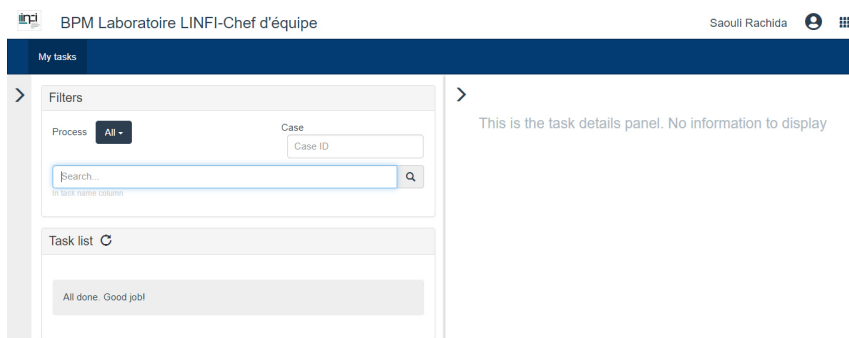 BPM Laboratoire LINFI-Chef d'équipe
Saouli Rachida
My tasks
Filters
Process
All
Case
Case ID
Search...
In task name column
Task list
All done. Good job!
This is the task details panel. No information to display